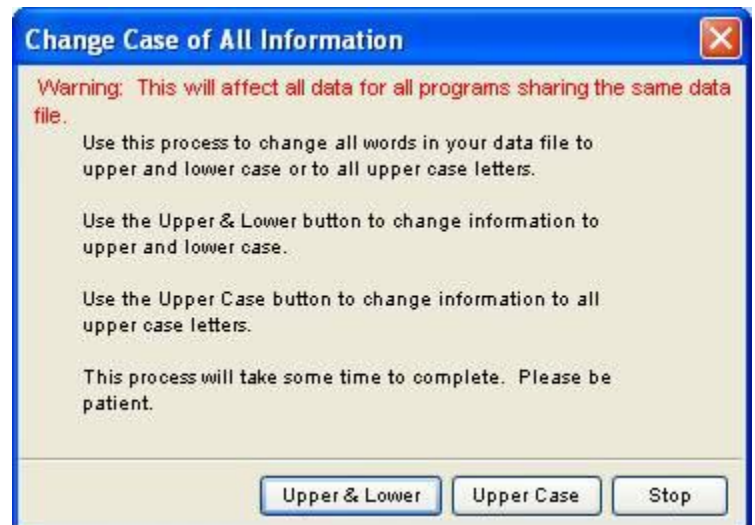 Change Case of All Information
Warning:  This will affect all data for all programs sharing the same data
file.
Use this process to change all words in your data file to
upper and lower case or to all upper case letters.
Use the Upper & Lower button to change information to
upper and lower case.
Use the Upper Case button to change information to all
upper case letters.
This process will take some time to complete.  Please be
patient.
Upper & Lower
Upper Case
Stop